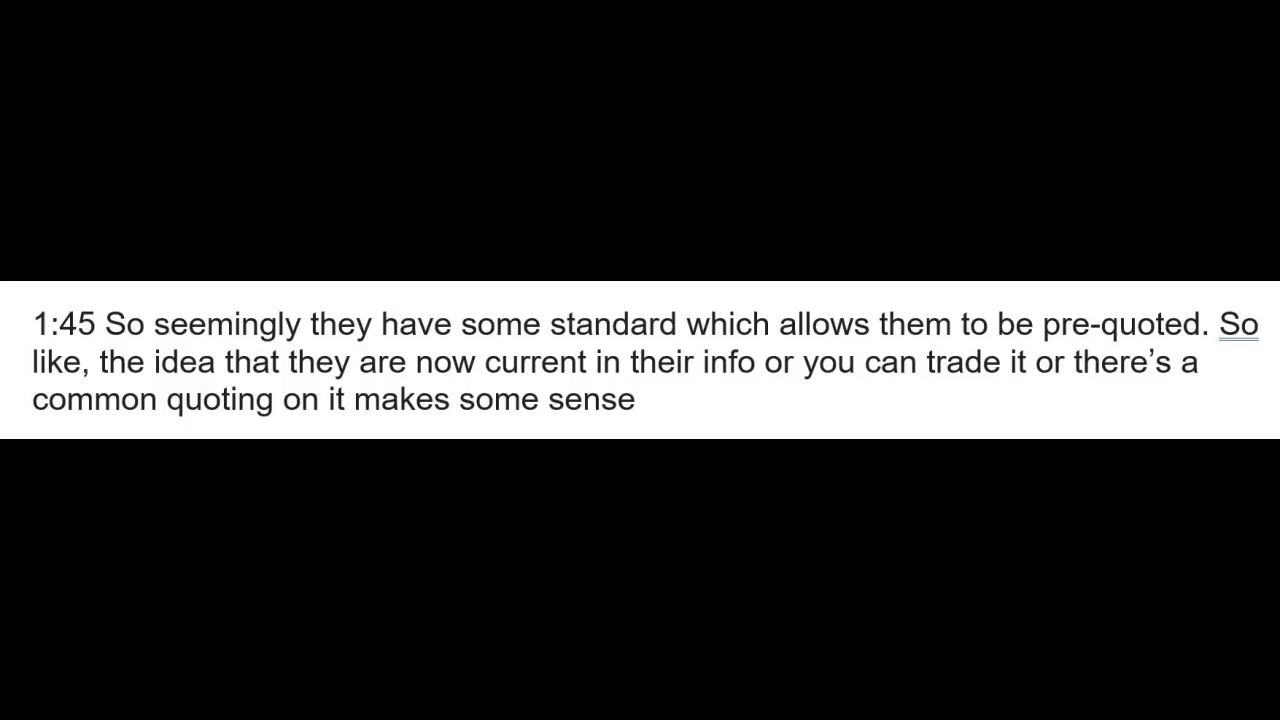 1:45 So seemingly they have some standard which allows them to be pre-quoted. So
like, the idea that they are now current in their info or you can trade it or there’s a
common quoting on it makes some sense